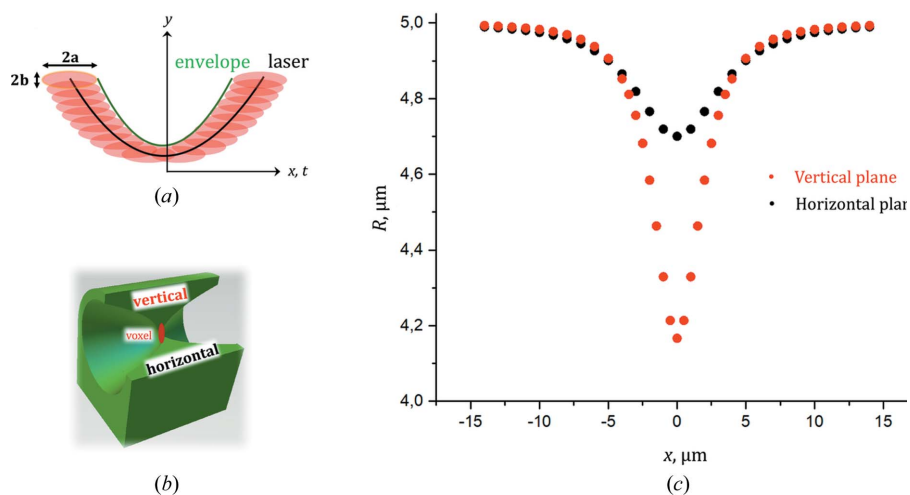 y
2a
envelope
laser
2b
x, t
(a)
vertical
voxel
horizontal
(b)
5,0
4,8
4,6
4,4
4,2
4,0
R, μm
Vertical plane
Horizontal plan
-15
-10
-5
0
5
10
15
x, μm
(c)